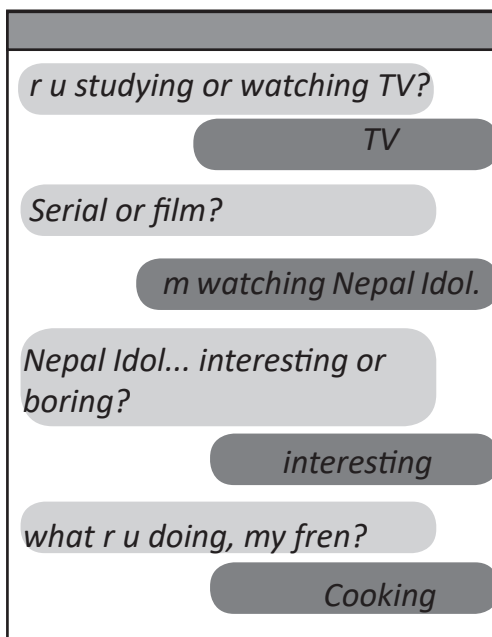 r u studying or watching TV?
TV
Serial or film?
m watching Nepal Idol.
Nepal Idol... interesting or
boring?
interesting
what r u doing, my fren?
Cooking